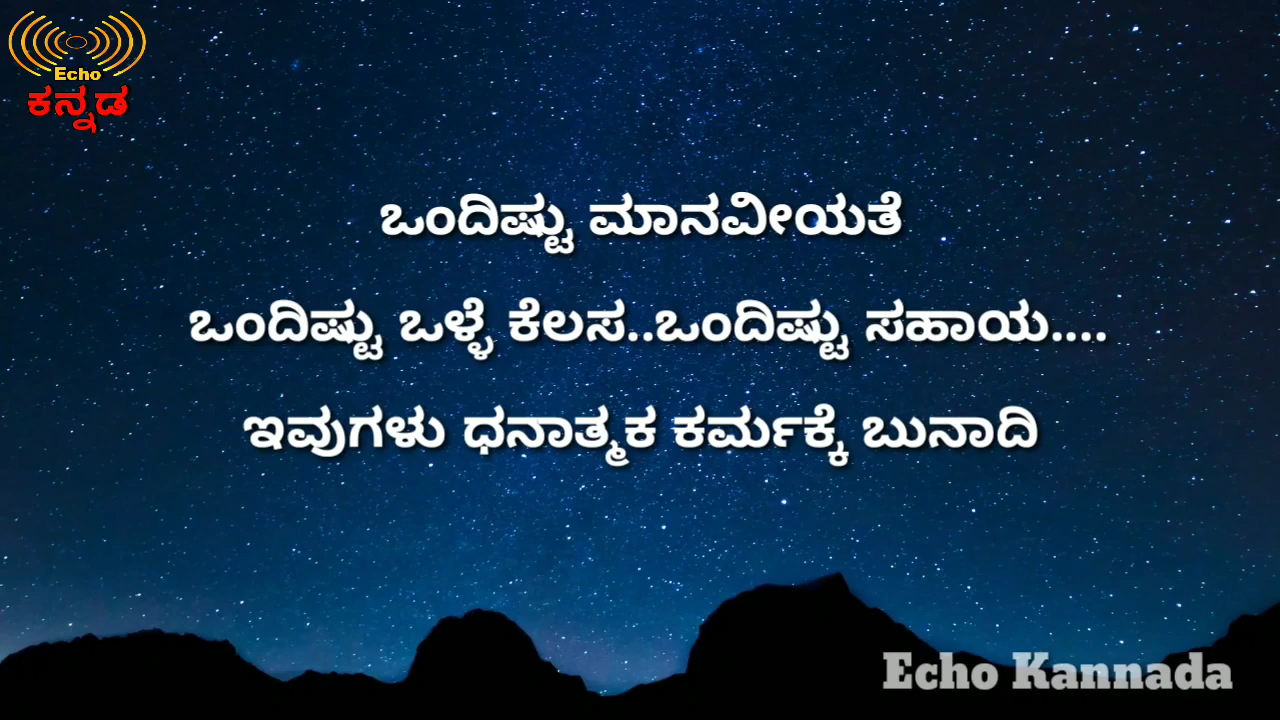 Echo
ಕನ್ನಡ
ಒಂದಿಷ್ಟು ಮಾನವೀಯತೆ
ಒಂದಿಷ್ಟು ಒಳ್ಳೆ ಕೆಲಸ..ಒಂದಿಷ್ಟು ಸಹಾಯ....
ಇವುಗಳು ಧನಾತ್ಮಕ ಕರ್ಮಕ್ಕೆ ಬುನಾದಿ
Echo Kannada